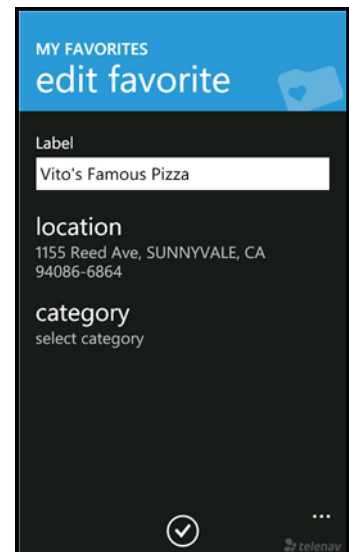 MY FAVORITES
edit favorite
Label
Vito's Famous Pizza
location
1155 Reed Ave, SUNNYVALE, CA
94086-6864
category
select category
...
telenav